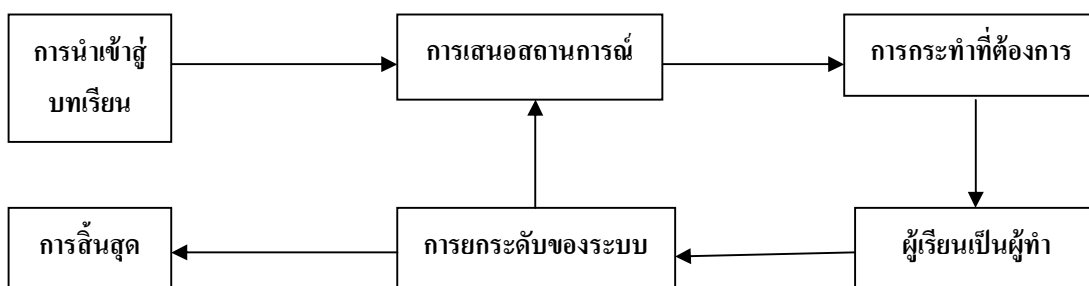 การนำเข้าสู่
บทเรียน
การเสนอสถานการณ์
การกระทำที่ต้องการ
การสิ้นสุด
การยกระดับของระบบ
ผู้เรียนเป็นผู้ทำ